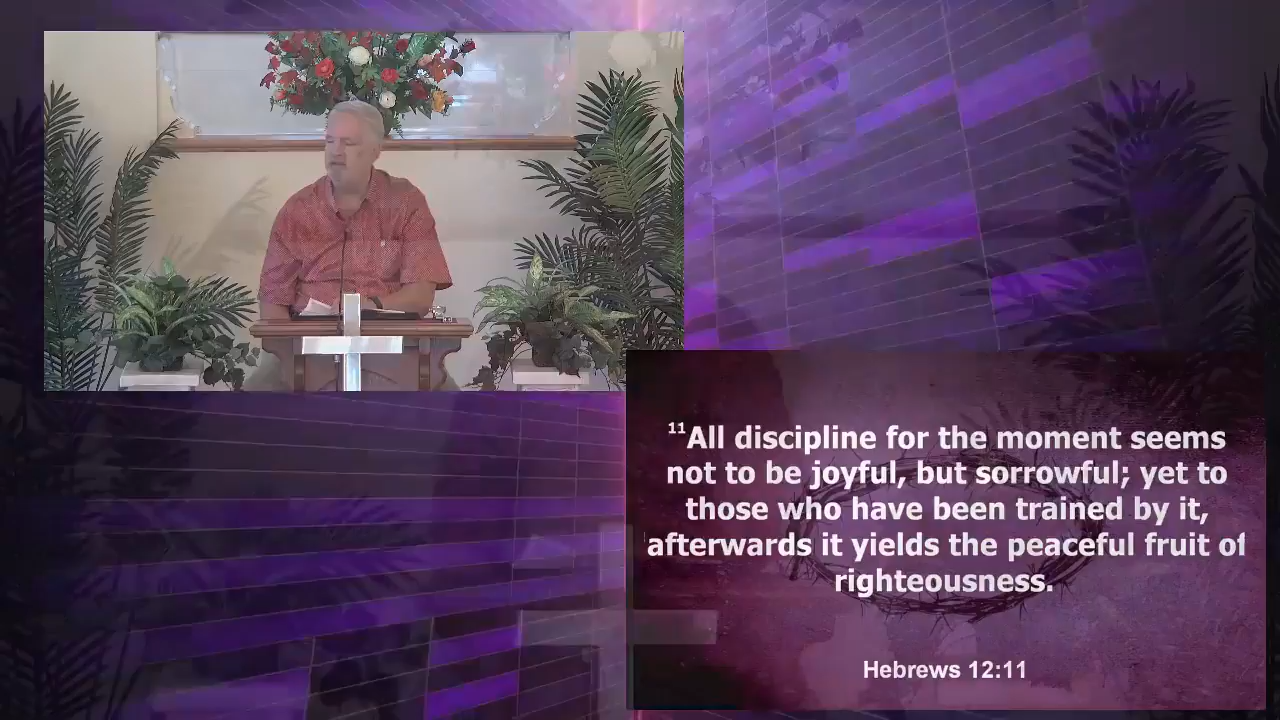 ¹¹All discipline for the moment seems
not to be joyful, but sorrowful; yet to
those who have been trained by it,
afterwards it yields the peaceful fruit of
righteousness.
Hebrews 12:11